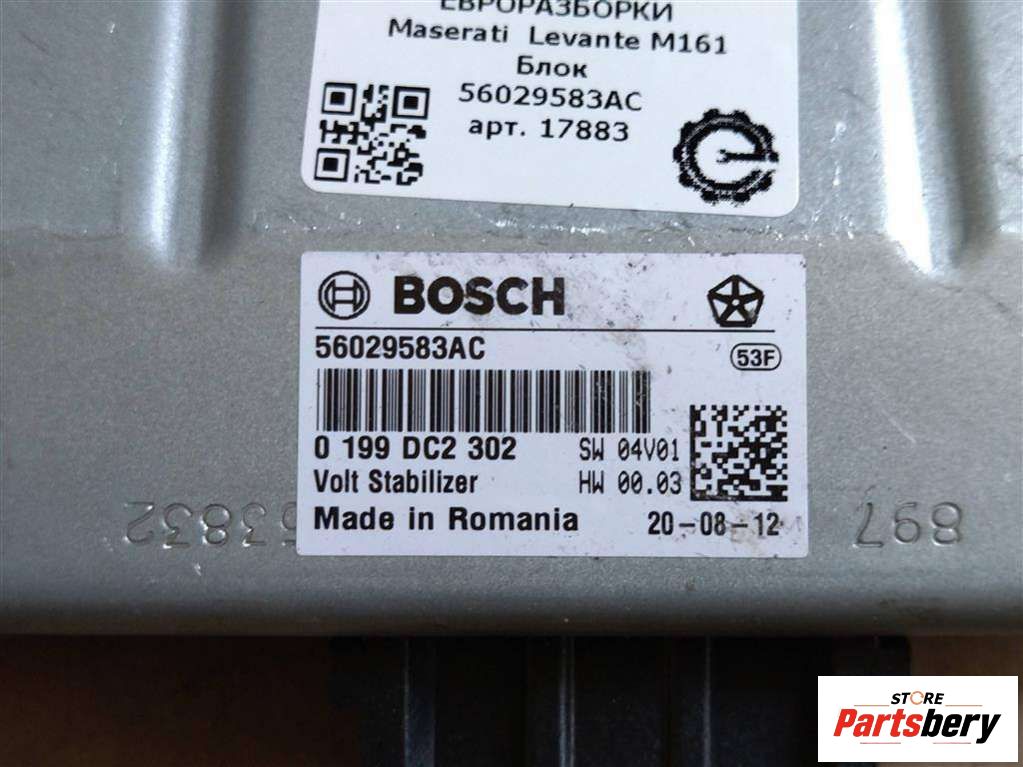 ЕВРОРАЗБОРКИ
Maserati Levante M161
Блок
56029583AC
арт. 17883
BOSCH
56029583AC
53F
0 199 DC2 302 SW 04V01
Volt Stabilizer HW 00.03
Made in Romania 20-08-12
53832
897
STORE
Partsbery